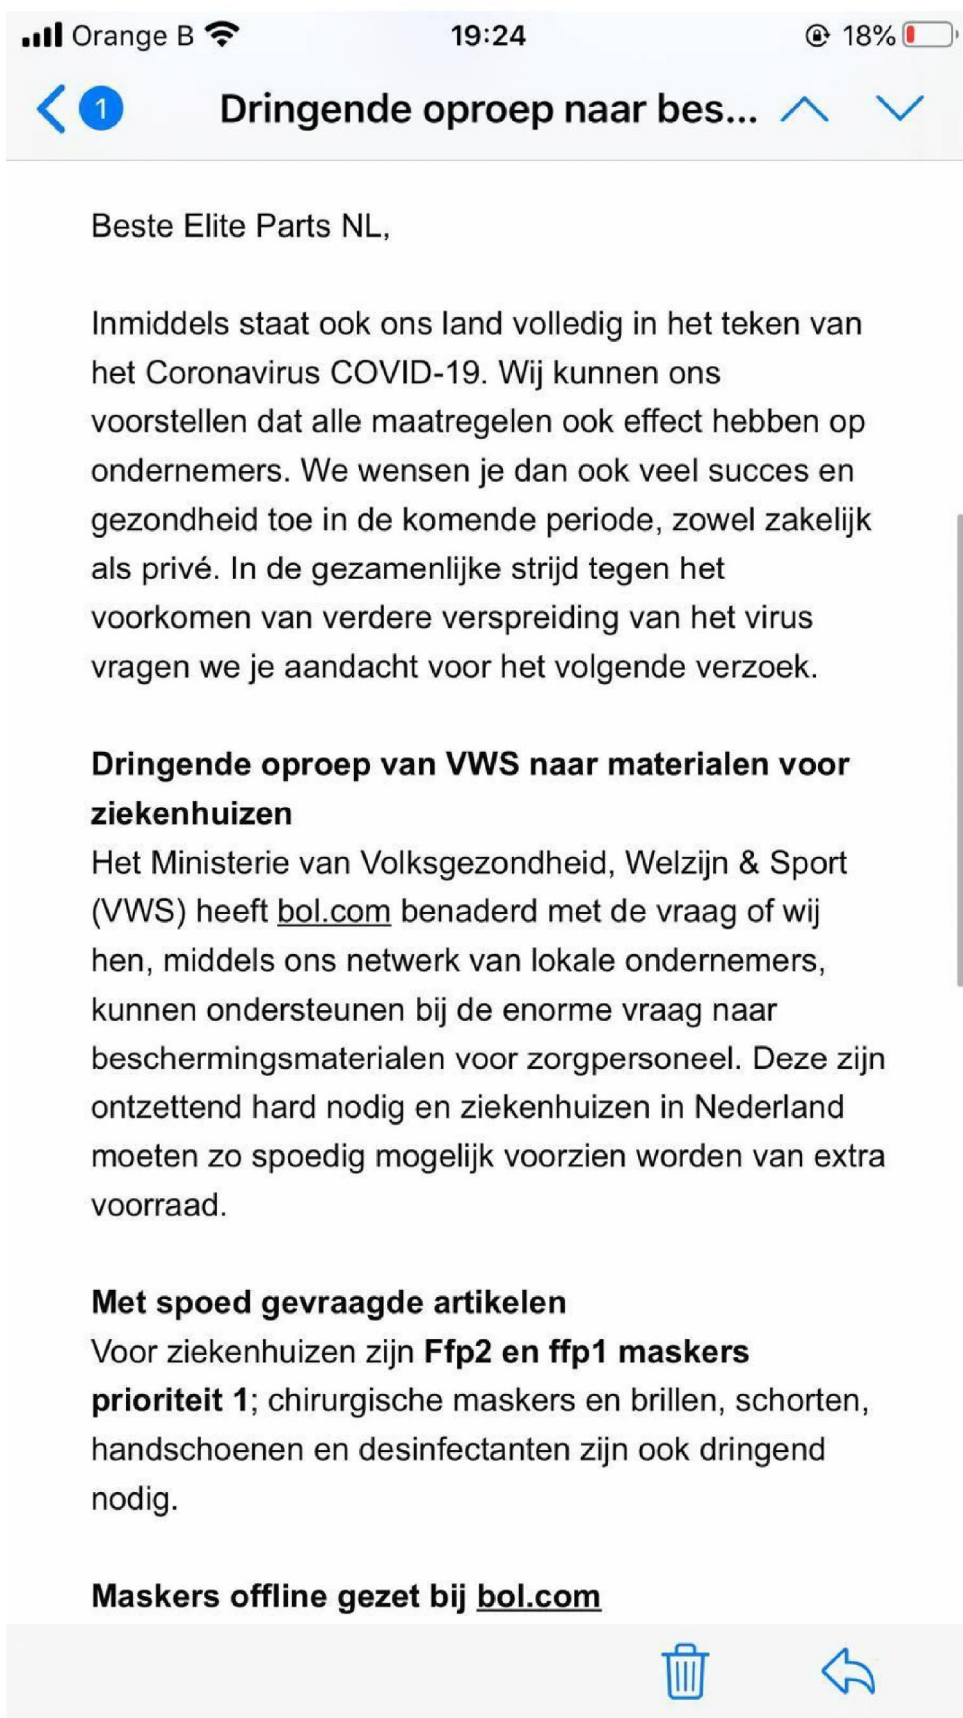 Orange B 19:24 18%
1 Dringende oproep naar bes...
Beste Elite Parts NL,
Inmiddels staat ook ons land volledig in het teken van
het Coronavirus COVID-19. Wij kunnen ons
voorstellen dat alle maatregelen ook effect hebben op
ondernemers. We wensen je dan ook veel succes en
gezondheid toe in de komende periode, zowel zakelijk
als privé. In de gezamenlijke strijd tegen het
voorkomen van verdere verspreiding van het virus
vragen we je aandacht voor het volgende verzoek.
Dringende oproep van VWS naar materialen voor
ziekenhuizen
Het Ministerie van Volksgezondheid, Welzijn & Sport
(VWS) heeft bol.com benaderd met de vraag of wij
hen, middels ons netwerk van lokale ondernemers,
kunnen ondersteunen bij de enorme vraag naar
beschermingsmaterialen voor zorgpersoneel. Deze zijn
ontzettend hard nodig en ziekenhuizen in Nederland
moeten zo spoedig mogelijk voorzien worden van extra
voorraad.
Met spoed gevraagde artikelen
Voor ziekenhuizen zijn Ffp2 en ffp1 maskers
prioriteit 1; chirurgische maskers en brillen, schorten,
handschoenen en desinfectanten zijn ook dringend
nodig.
Maskers offline gezet bij bol.com